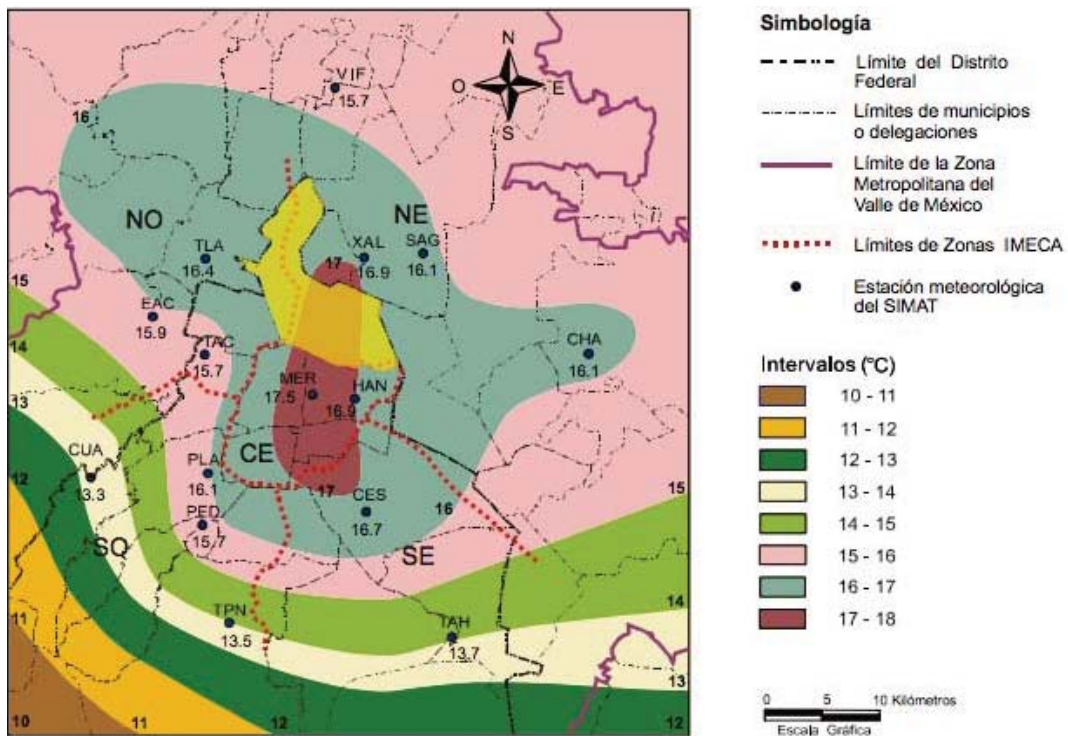 N
O
E
S
VIF
15.7
16
NO
NE
TLA
16.4
XAL
16.9
SAG
16.1
17
15
EAC
15.9
TAC
15.7
CHA
16.1
14
MER
17.5
HAN
16.9
13
CUA
13.3
CE
PLA
16.1
17
CES
16.7
16
15
12
PED
15.7
SO
SE
14
11
TPN
13.5
TAH
13.7
13
10
11
12
12
Simbología
Límite del Distrito
Federal
Límites de municipios
o delegaciones
Límite de la Zona
Metropolitana del
Valle de México
Límites de Zonas IMECA
Estación meteorológica
del SIMAT
Intervalos (°C)
10 - 11
11 - 12
12 - 13
13 - 14
14 - 15
15 - 16
16 - 17
17 - 18
0 5 10 Kilómetros
Escala Gráfica